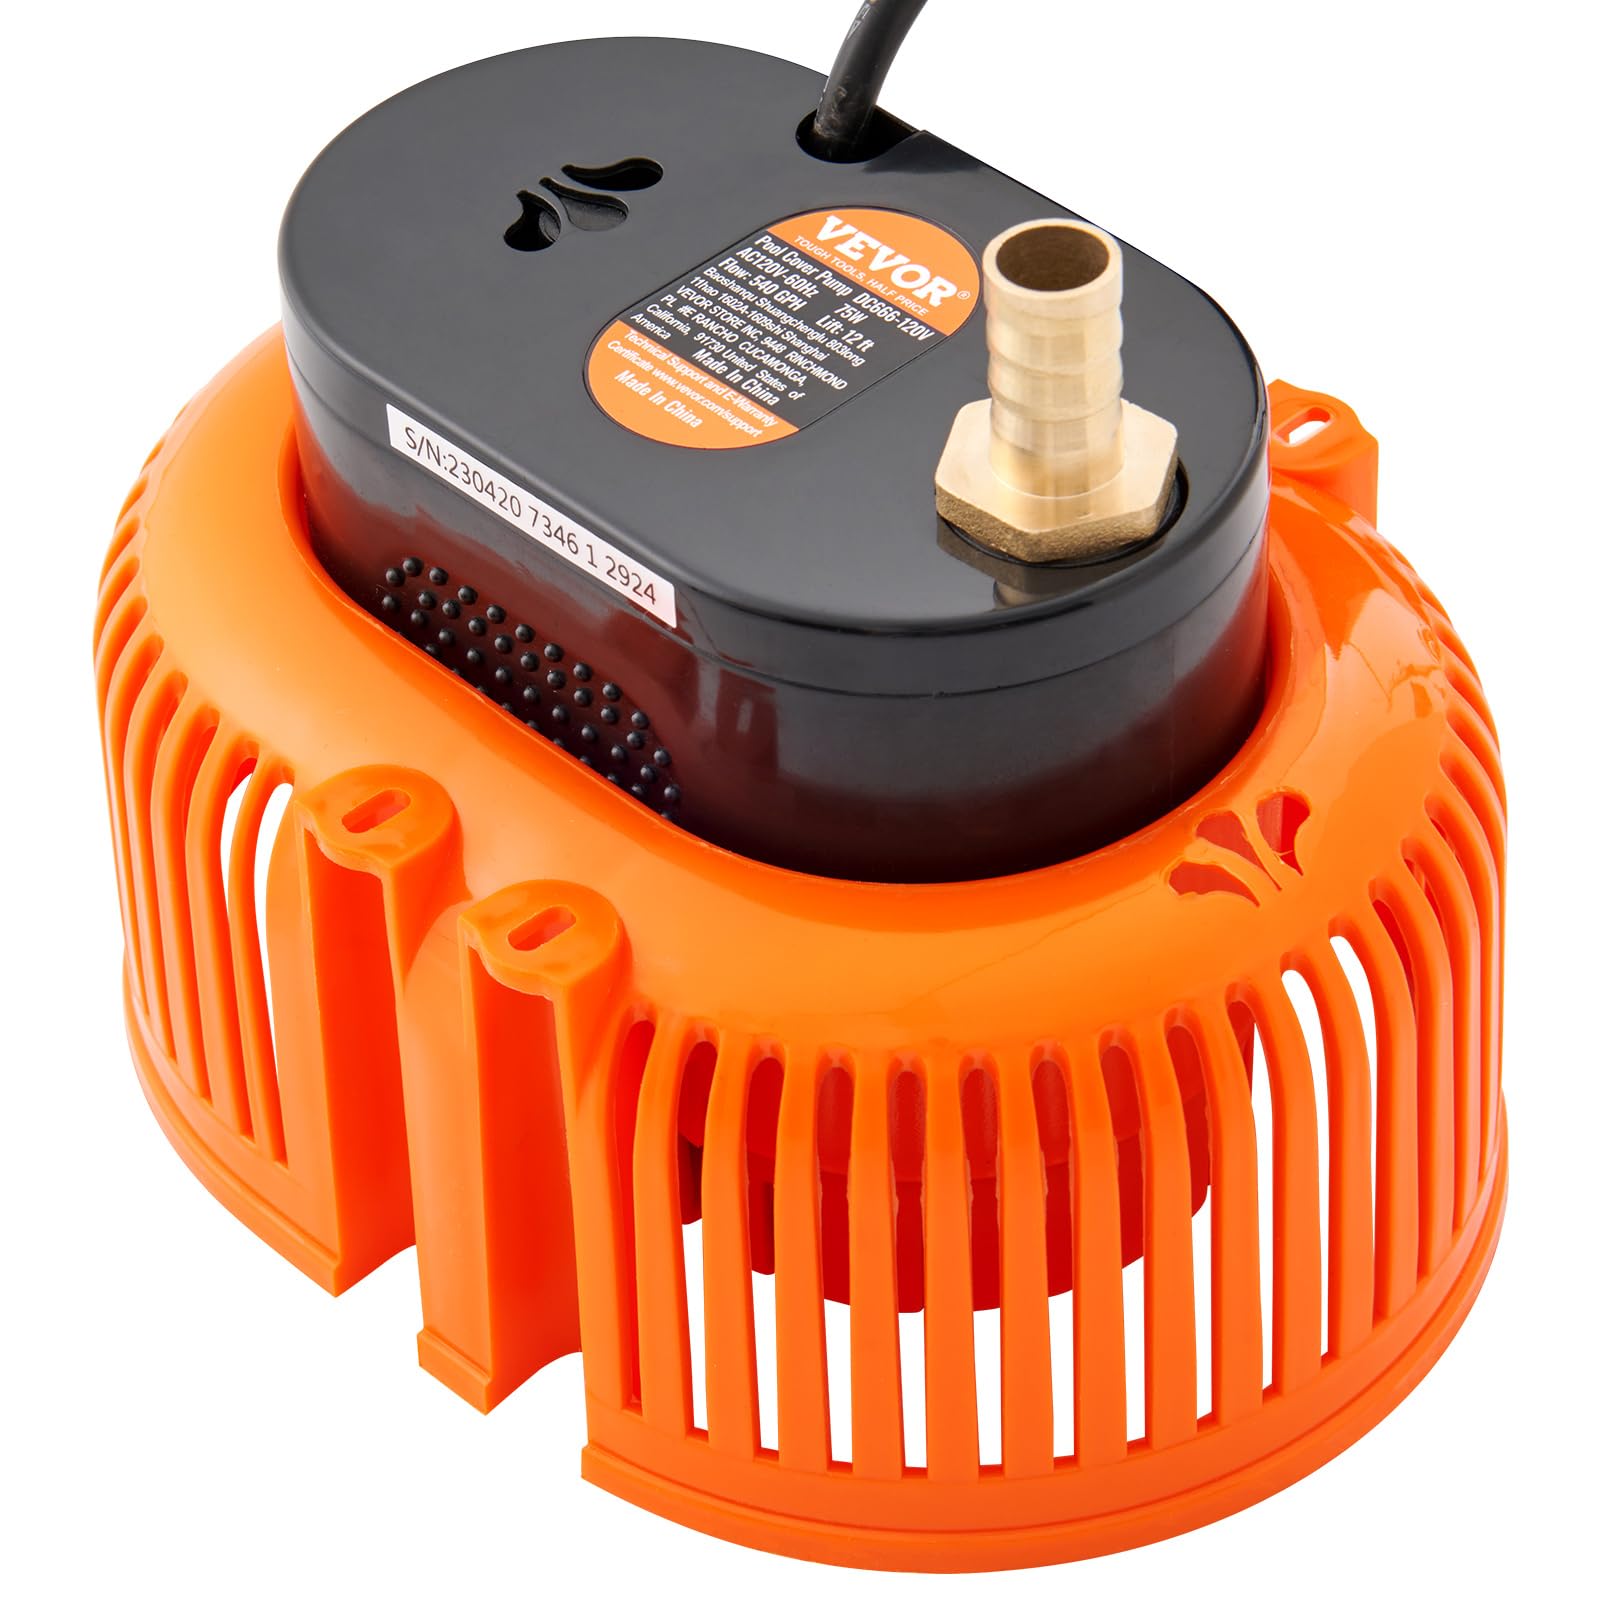 VEVOR®
TOUGH TOOLS, HALF PRICE
Pool Cover Pump DC666-120V
AC120V-60Hz 75W
Flow: 540 GPH Lift: 12 ft
Baoshanqu Shuangchenglu 803long
11hao 1602A-1609shi Shanghai
VEVOR STORE INC, 9448 RINCHMOND
PL #E RANCHO CUCAMONGA,
California, 91730 United States of
America Made In China
Technical Support and E-Warranty
Certificate www.vevor.com/support
Made In China
S/N:230420 7346 1 2924